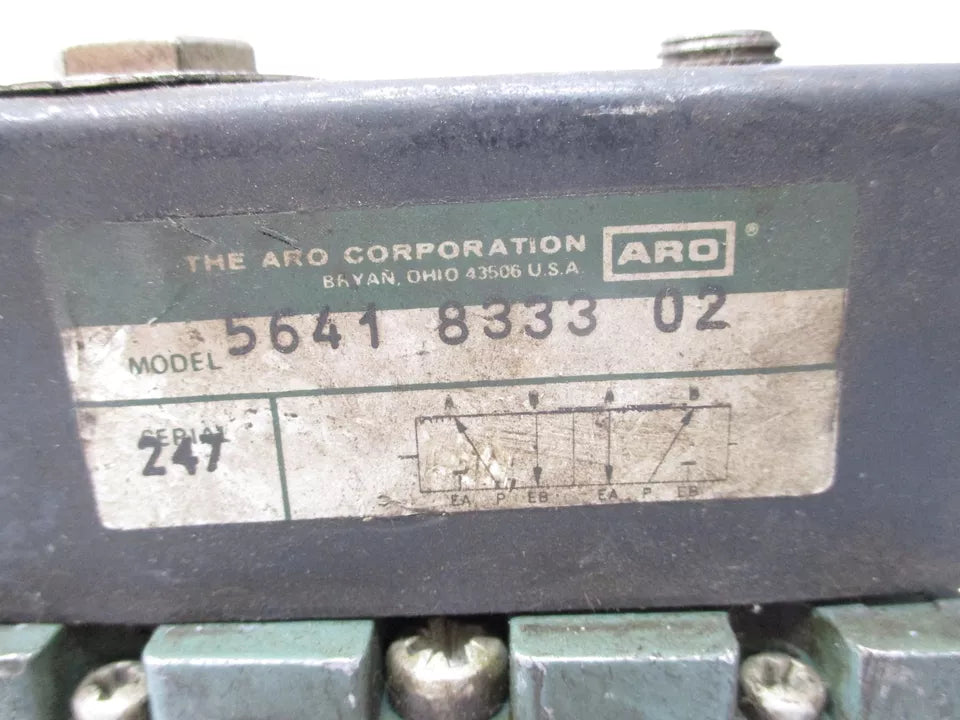 THE ARO CORPORATION ARO ®
BRYAN, OHIO 43506 U.S.A.
MODEL 5641 8333 02
SERIAL
247
A B A B
EA P EB EA P EB